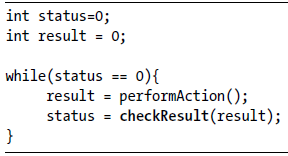 int status=0;
int result = 0;

while(status == 0){
     result = performAction();
     status = checkResult(result);
}